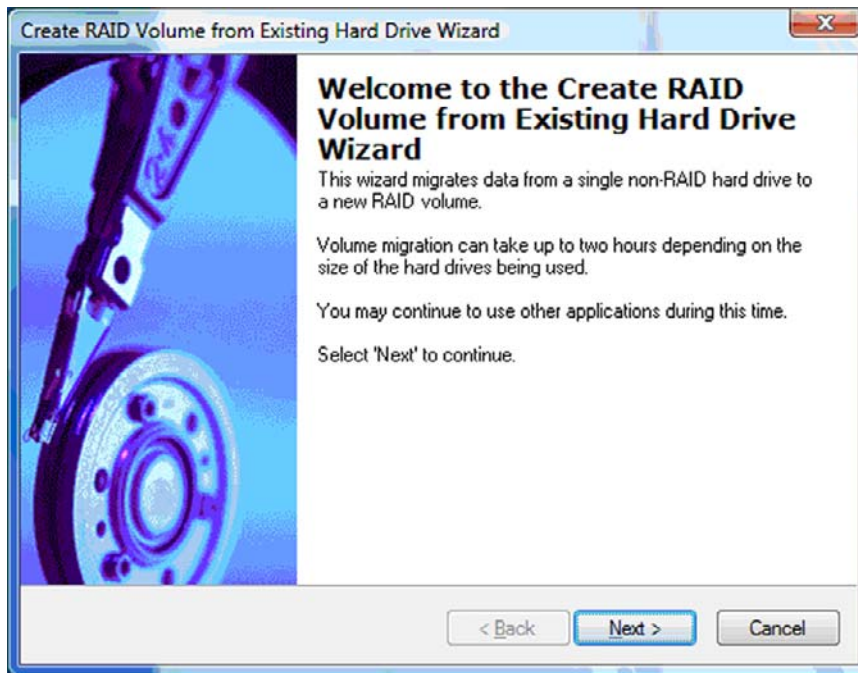 Create RAID Volume from Existing Hard Drive Wizard
Welcome to the Create RAID
Volume from Existing Hard Drive
Wizard
This wizard migrates data from a single non-RAID hard drive to
a new RAID volume.
Volume migration can take up to two hours depending on the
size of the hard drives being used.
You may continue to use other applications during this time.
Select 'Next' to continue.
< Back
Next >
Cancel